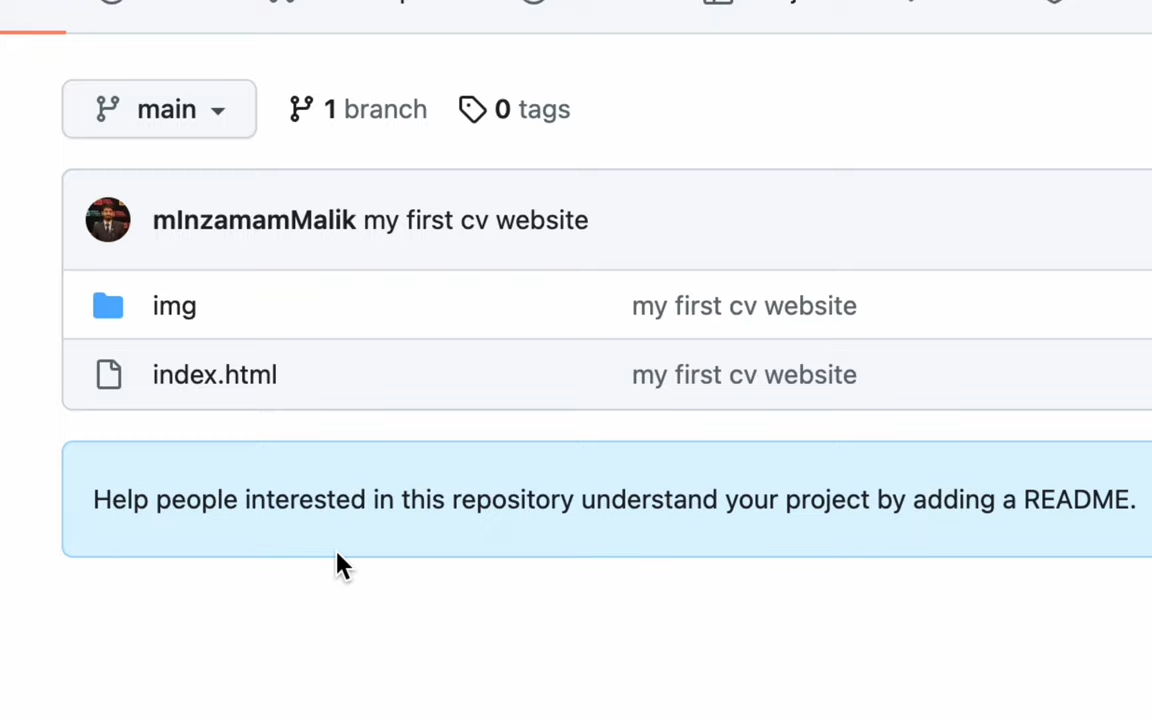 main 1 branch 0 tags
mInzamamMalik my first cv website
img my first cv website
index.html my first cv website
Help people interested in this repository understand your project by adding a README.